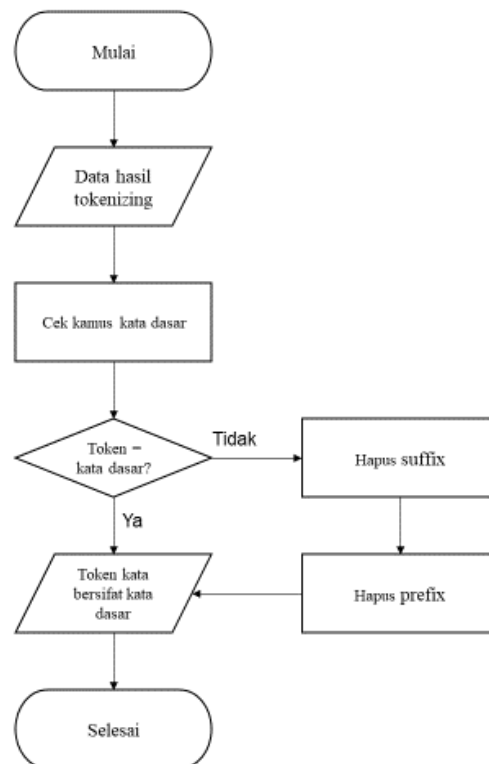 Mulai
Data hasil
tokenizing
Cek kamus kata dasar
Token =
kata dasar?
Tidak
Hapus suffix
Ya
Token kata
bersifat kata
dasar
Hapus prefix
Selesai